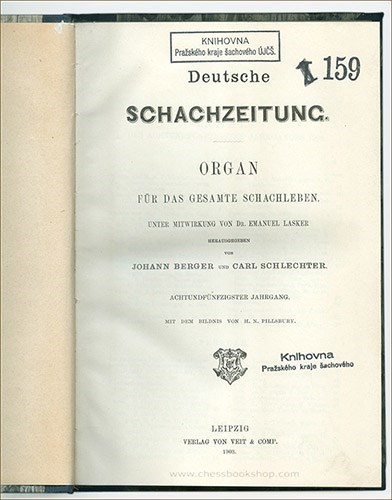 KNIHOVNA
Pražského kraje šachového ÚJČŠ.
Deutsche
I 159
SCHACHZEITUNG.
ORGAN
FÜR DAS GESAMTE SCHACHLEBEN.
UNTER MITWIRKUNG VON DR. EMANUEL LASKER
HERAUSGEGEBEN
VON
JOHANN BERGER UND CARL SCHLECHTER.
ACHTUNDFÜNFZIGSTER JAHRGANG.
MIT DEM BILDNIS VON H. N. PILLSBURY.
Knihovna
Pražského kraje šachového
LEIPZIG
VERLAG VON VEIT & COMP.
1903.
www.chessbookshop.com